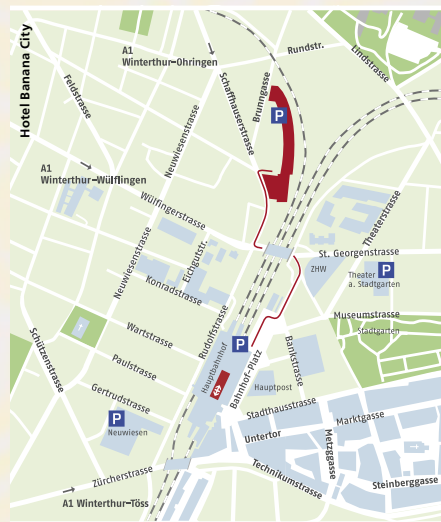 Hotel Banana City
A1
Winterthur–Ohringen
Rundstr.
Lindstrasse
Feldstrasse
Schaffhauserstrasse
Brunngasse
P
Neuwiesenstrasse
A1
Winterthur–Wülflingen
Wülfingerstrasse
Theaterstrasse
Neuwiesenstrasse
Eichgutstr.
St. Georgenstrasse
ZHW
Theater
a. Stadtgarten
P
Konradstrasse
Rudolfstrasse
Museumstrasse
Stadtgarten
Wartstrasse
Schützenstrasse
Paulstrasse
Hauptbahnhof
P
Bahnhof-Platz
Bankstrasse
Hauptpost
Gertrudstrasse
P
Neuwiesen
Stadthausstrasse
Marktgasse
Untertor
Metzggasse
Zürcherstrasse
Technikumstrasse
Steinberggasse
A1 Winterthur–Töss